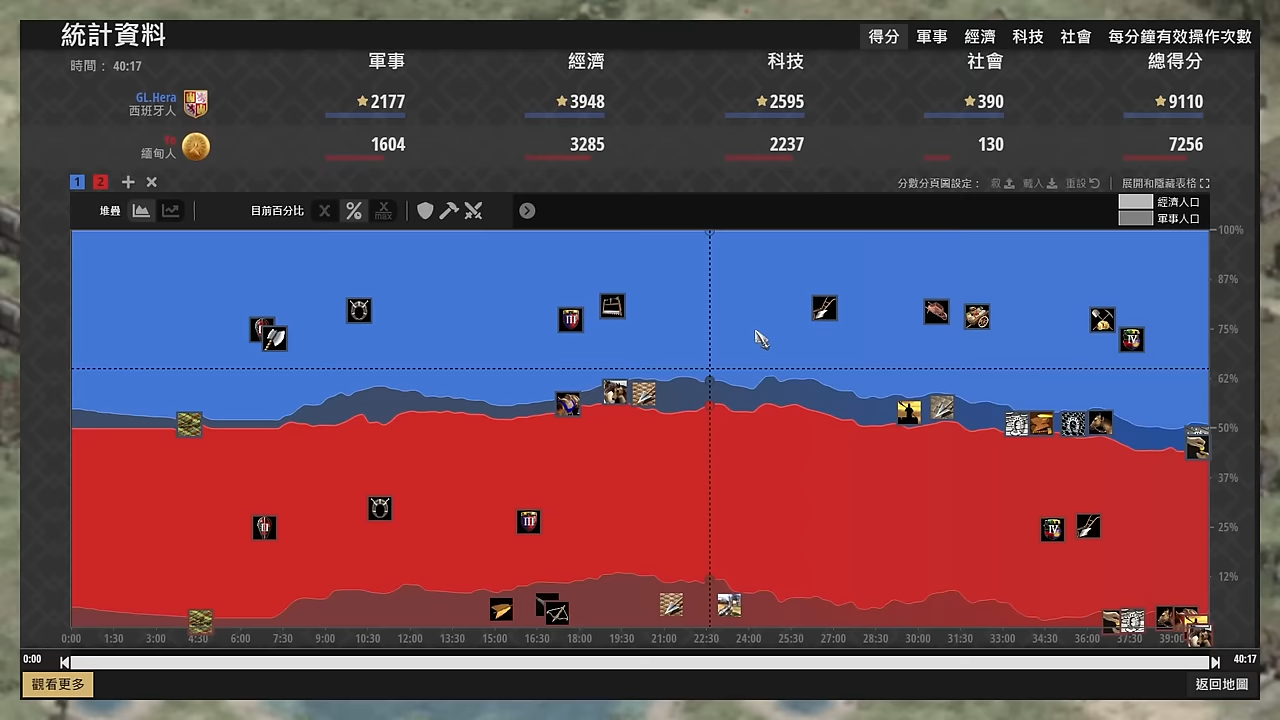 統計資料
得分 軍事 經濟 科技 社會 每分鐘有效操作次數
時間： 40:17
軍事 經濟 科技 社會 總得分
GL.Hera
西班牙人
2177 3948 2595 390 9110
緬甸人
1604 3285 2237 130 7256
1 2
分數分頁圖設定： 載入 重設 展開和隱藏表格
堆疊 目前百分比 X % X max
經濟人口
軍事人口
100%
87%
75%
62%
50%
37%
25%
12%
0:00 1:30 3:00 4:30 6:00 7:30 9:00 10:30 12:00 13:30 15:00 16:30 18:00 19:30 21:00 22:30 24:00 25:30 27:00 28:30 30:00 31:30 33:00 34:30 36:00 37:30 39:00
0:00 40:17
觀看更多 返回地圖